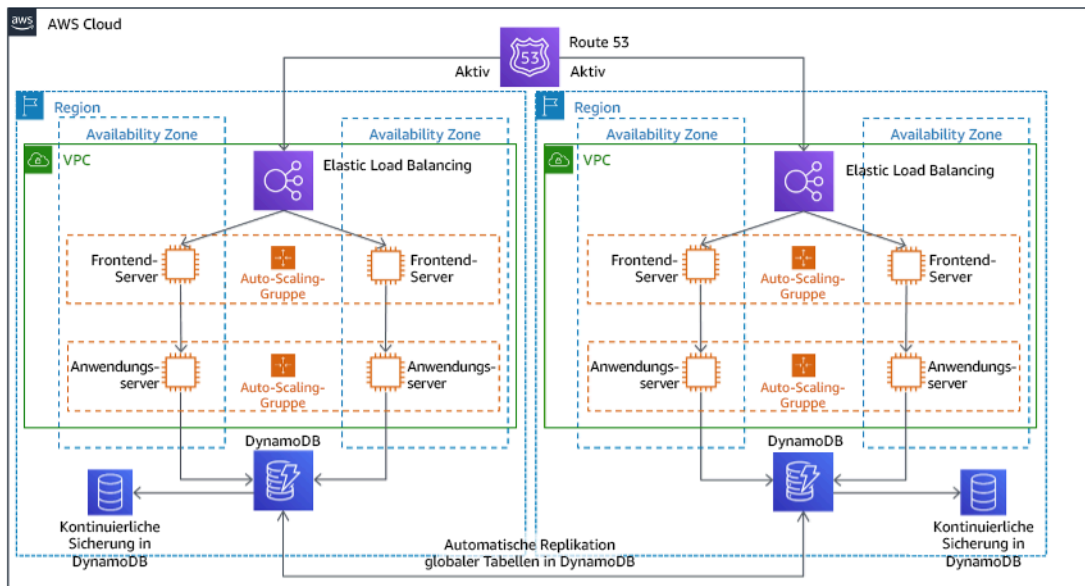 aws
AWS Cloud
Route 53
53
Aktiv
Aktiv
Region
Availability Zone
Availability Zone
VPC
Elastic Load Balancing
Frontend-
Server
Auto-Scaling-
Gruppe
Frontend-
Server
Anwendungs-
server
Auto-Scaling-
Gruppe
Anwendungs-
server
DynamoDB
Kontinuierliche
Sicherung in
DynamoDB
Region
Availability Zone
Availability Zone
VPC
Elastic Load Balancing
Frontend-
Server
Auto-Scaling-
Gruppe
Frontend-
Server
Anwendungs-
server
Auto-Scaling-
Gruppe
Anwendungs-
server
DynamoDB
Kontinuierliche
Sicherung in
DynamoDB
Automatische Replikation
globaler Tabellen in DynamoDB